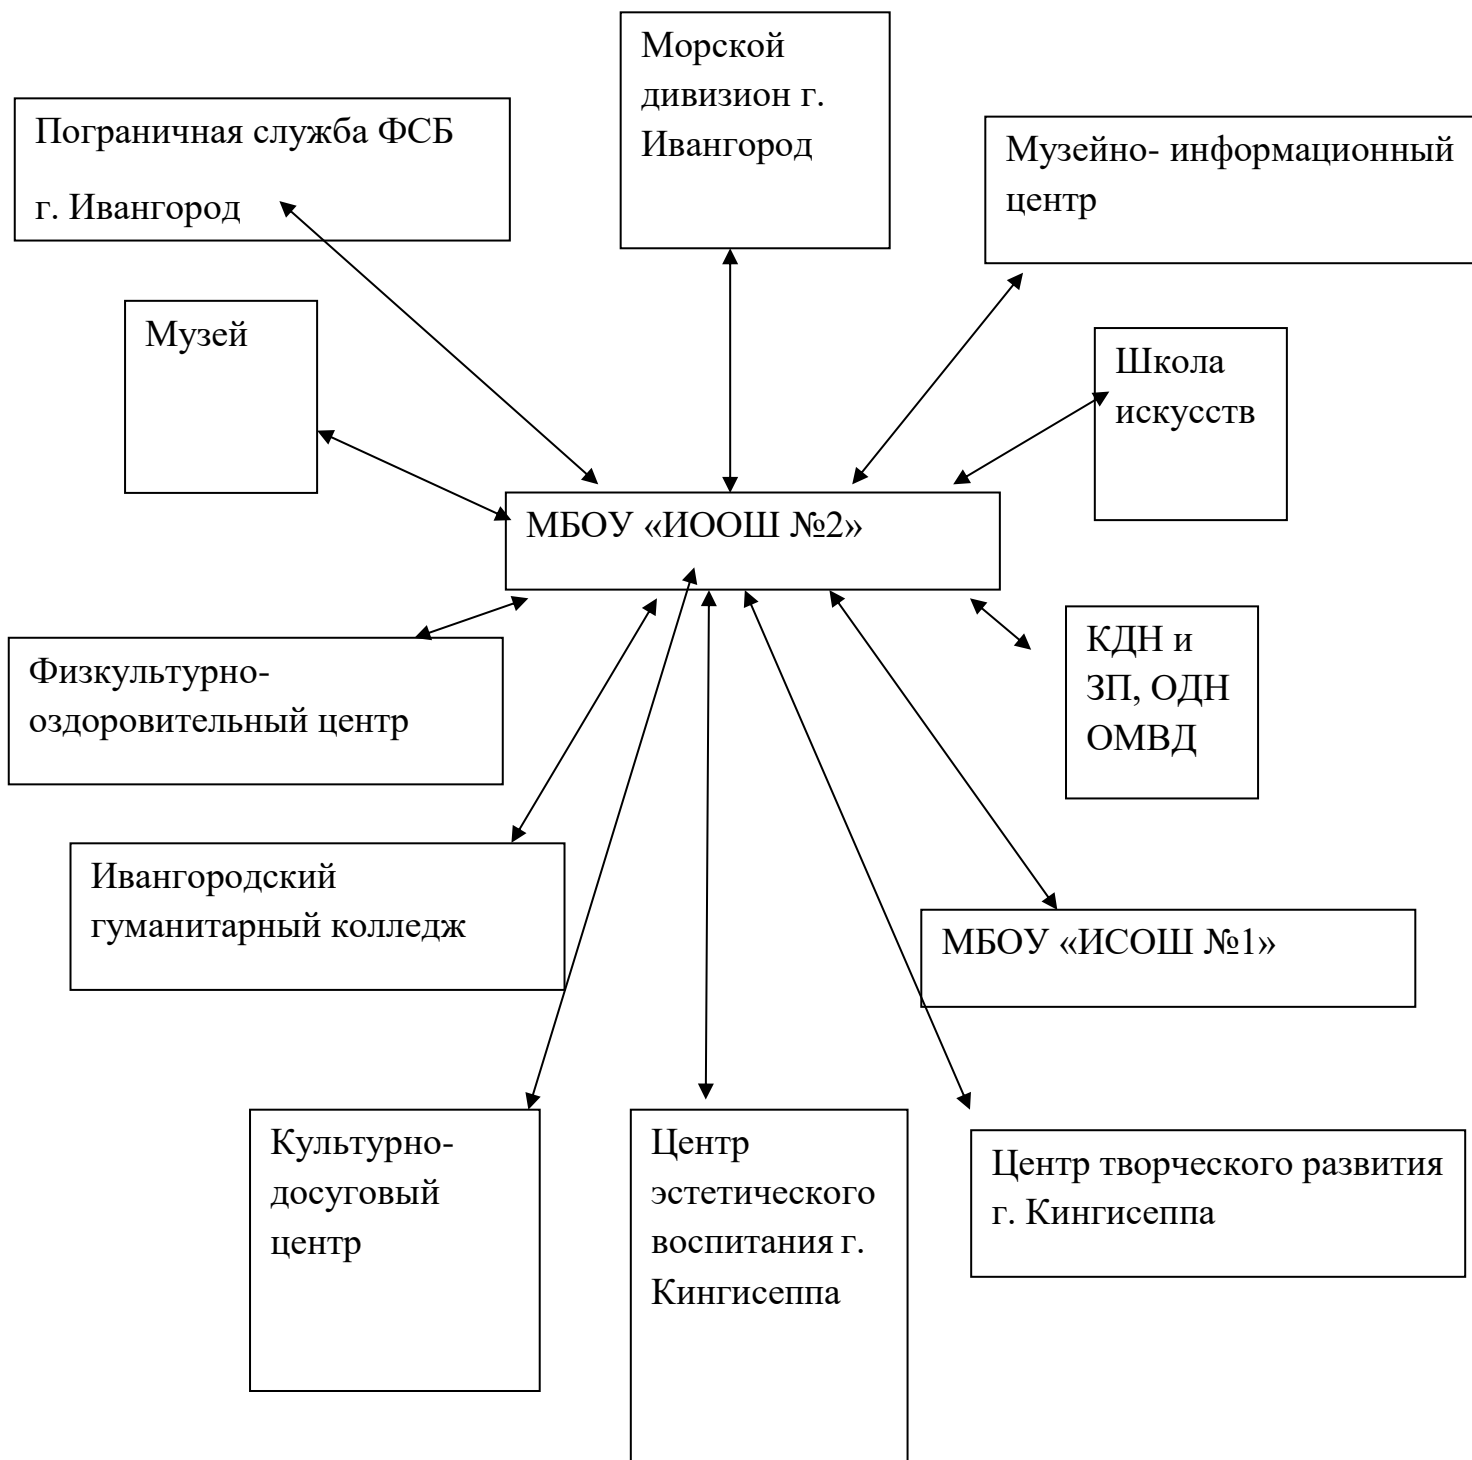 Морской
дивизион г.
Ивангород
Пограничная служба ФСБ
г. Ивангород
Музейно- информационный
центр
Музей
Школа
искусств
МБОУ «ИООШ №2»
Физкультурно-
оздоровительный центр
КДН и
ЗП, ОДН
ОМВД
Ивангородский
гуманитарный колледж
МБОУ «ИСОШ №1»
Культурно-
досуговый
центр
Центр
эстетического
воспитания г.
Кингисеппа
Центр творческого развития
г. Кингисеппа